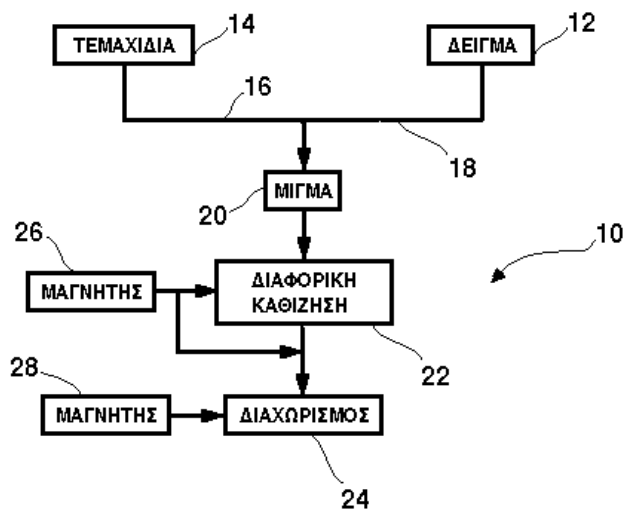 14
12
ΤΕΜΑΧΙΔΙΑ
ΔΕΙΓΜΑ
16
18
ΜΙΓΜΑ
20
26
10
ΜΑΓΝΗΤΗΣ
ΔΙΑΦΟΡΙΚΗ
ΚΑΘΙΖΗΣΗ
22
28
ΜΑΓΝΗΤΗΣ
ΔΙΑΧΩΡΙΣΜΟΣ
24